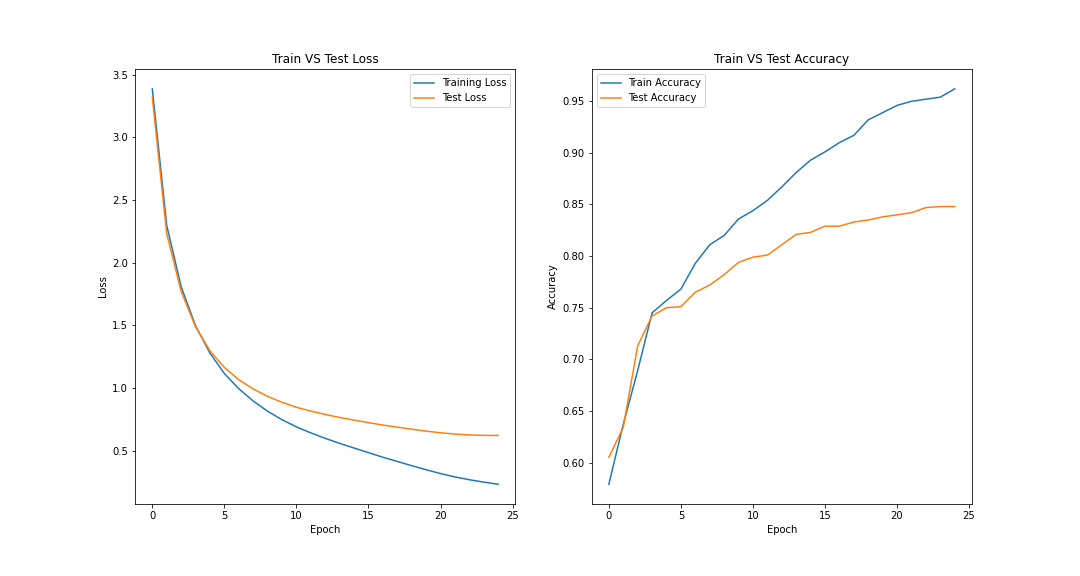 Train VS Test Loss
Training Loss
Test Loss
3.5
3.0
2.5
2.0
1.5
1.0
0.5
Loss
0 5 10 15 20 25
Epoch
Train VS Test Accuracy
Train Accuracy
Test Accuracy
0.95
0.90
0.85
0.80
0.75
0.70
0.65
0.60
Accuracy
0 5 10 15 20 25
Epoch